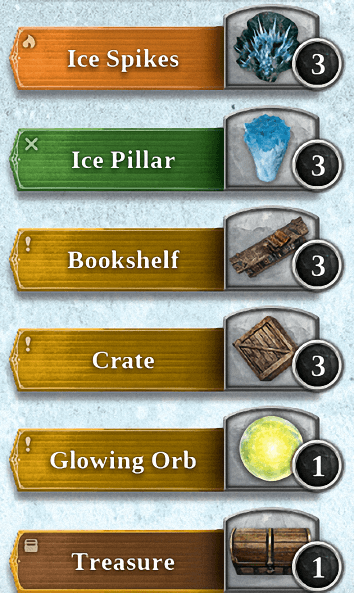 Ice Spikes 3
Ice Pillar 3
! Bookshelf 3
! Crate 3
! Glowing Orb 1
Treasure 1